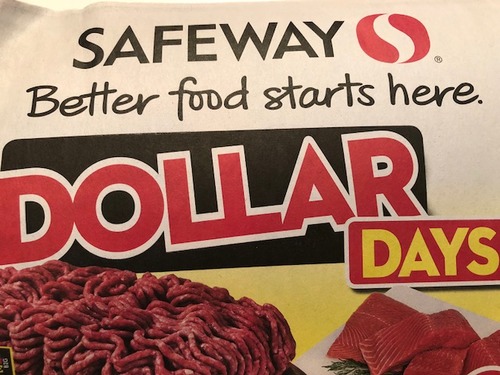 SAFEWAY ®
Better food starts here.
DOLLAR
DAYS